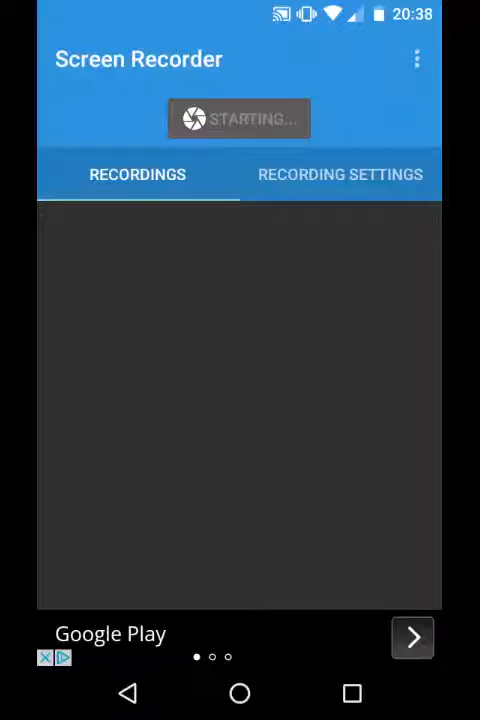 20:38
Screen Recorder
STARTING...
RECORDINGS
RECORDING SETTINGS
Google Play